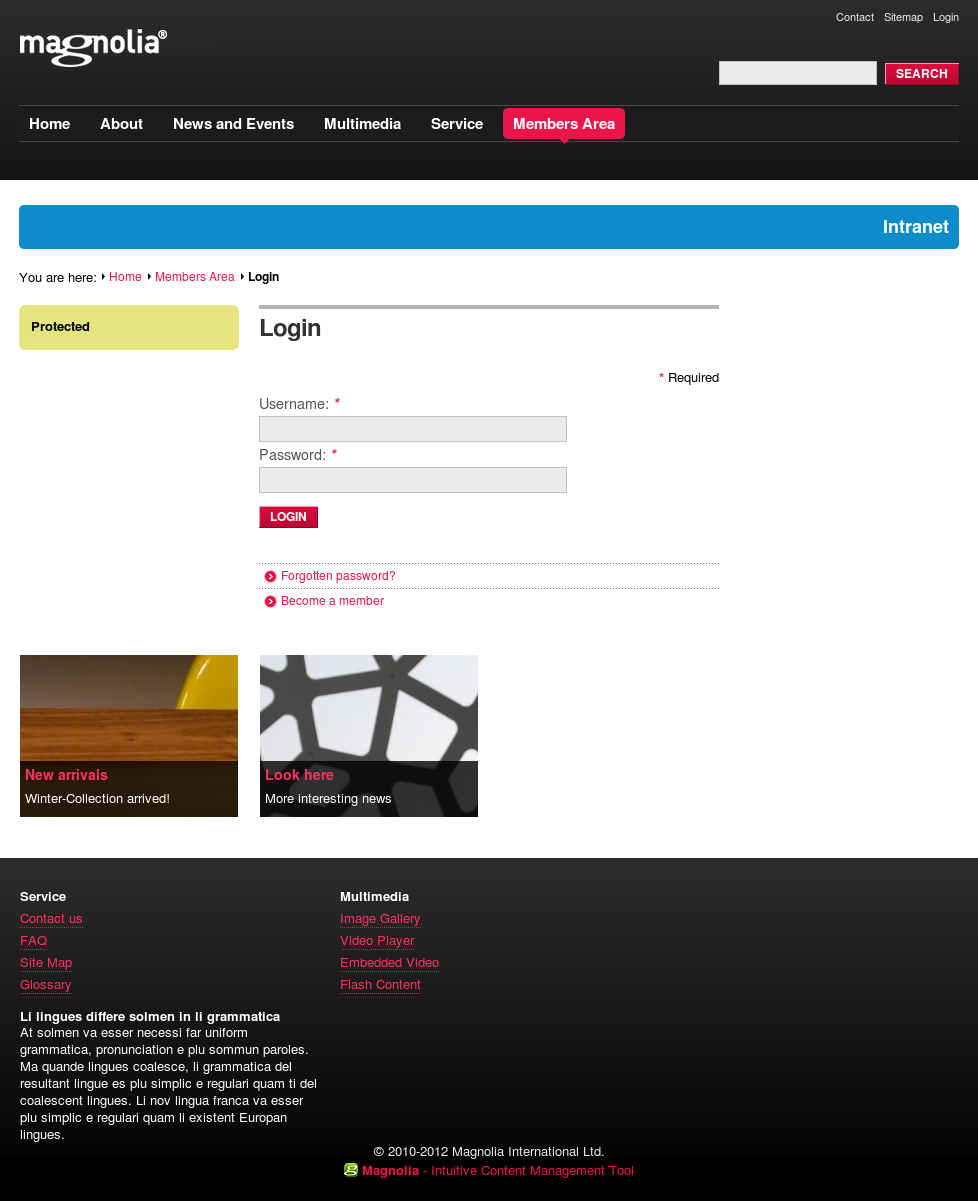 Contact Sitemap Login
magnolia®
SEARCH
Home About News and Events Multimedia Service Members Area
Intranet
You are here: Home Members Area Login
Protected
Login
* Required
Username: *
Password: *
LOGIN
Forgotten password?
Become a member
New arrivals
Winter-Collection arrived!
Look here
More interesting news
Service
Contact us
FAQ
Site Map
Glossary
Multimedia
Image Gallery
Video Player
Embedded Video
Flash Content
Li lingues differe solmen in li grammatica
At solmen va esser necessi far uniform
grammatica, pronunciation e plu sommun paroles.
Ma quande lingues coalesce, li grammatica del
resultant lingue es plu simplic e regulari quam ti del
coalescent lingues. Li nov lingua franca va esser
plu simplic e regulari quam li existent Europan
lingues.
© 2010-2012 Magnolia International Ltd.
Magnolia - Intuitive Content Management Tool